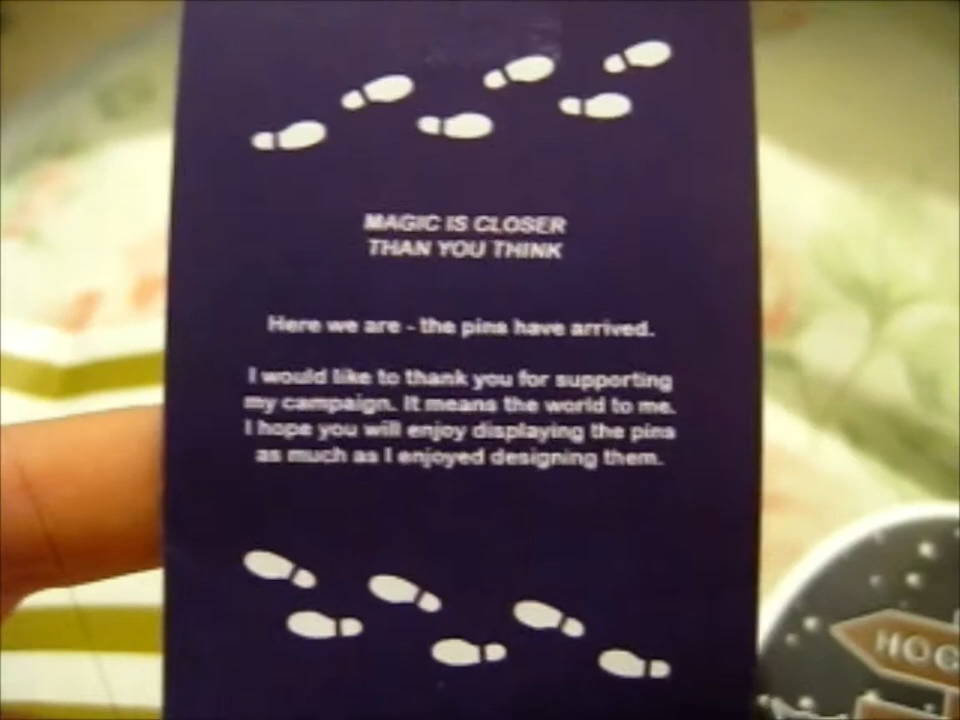 MAGIC IS CLOSER
THAN YOU THINK
Here we are - the pins have arrived.
I would like to thank you for supporting
my campaign. It means the world to me.
I hope you will enjoy displaying the pins
as much as I enjoyed designing them.
HOG